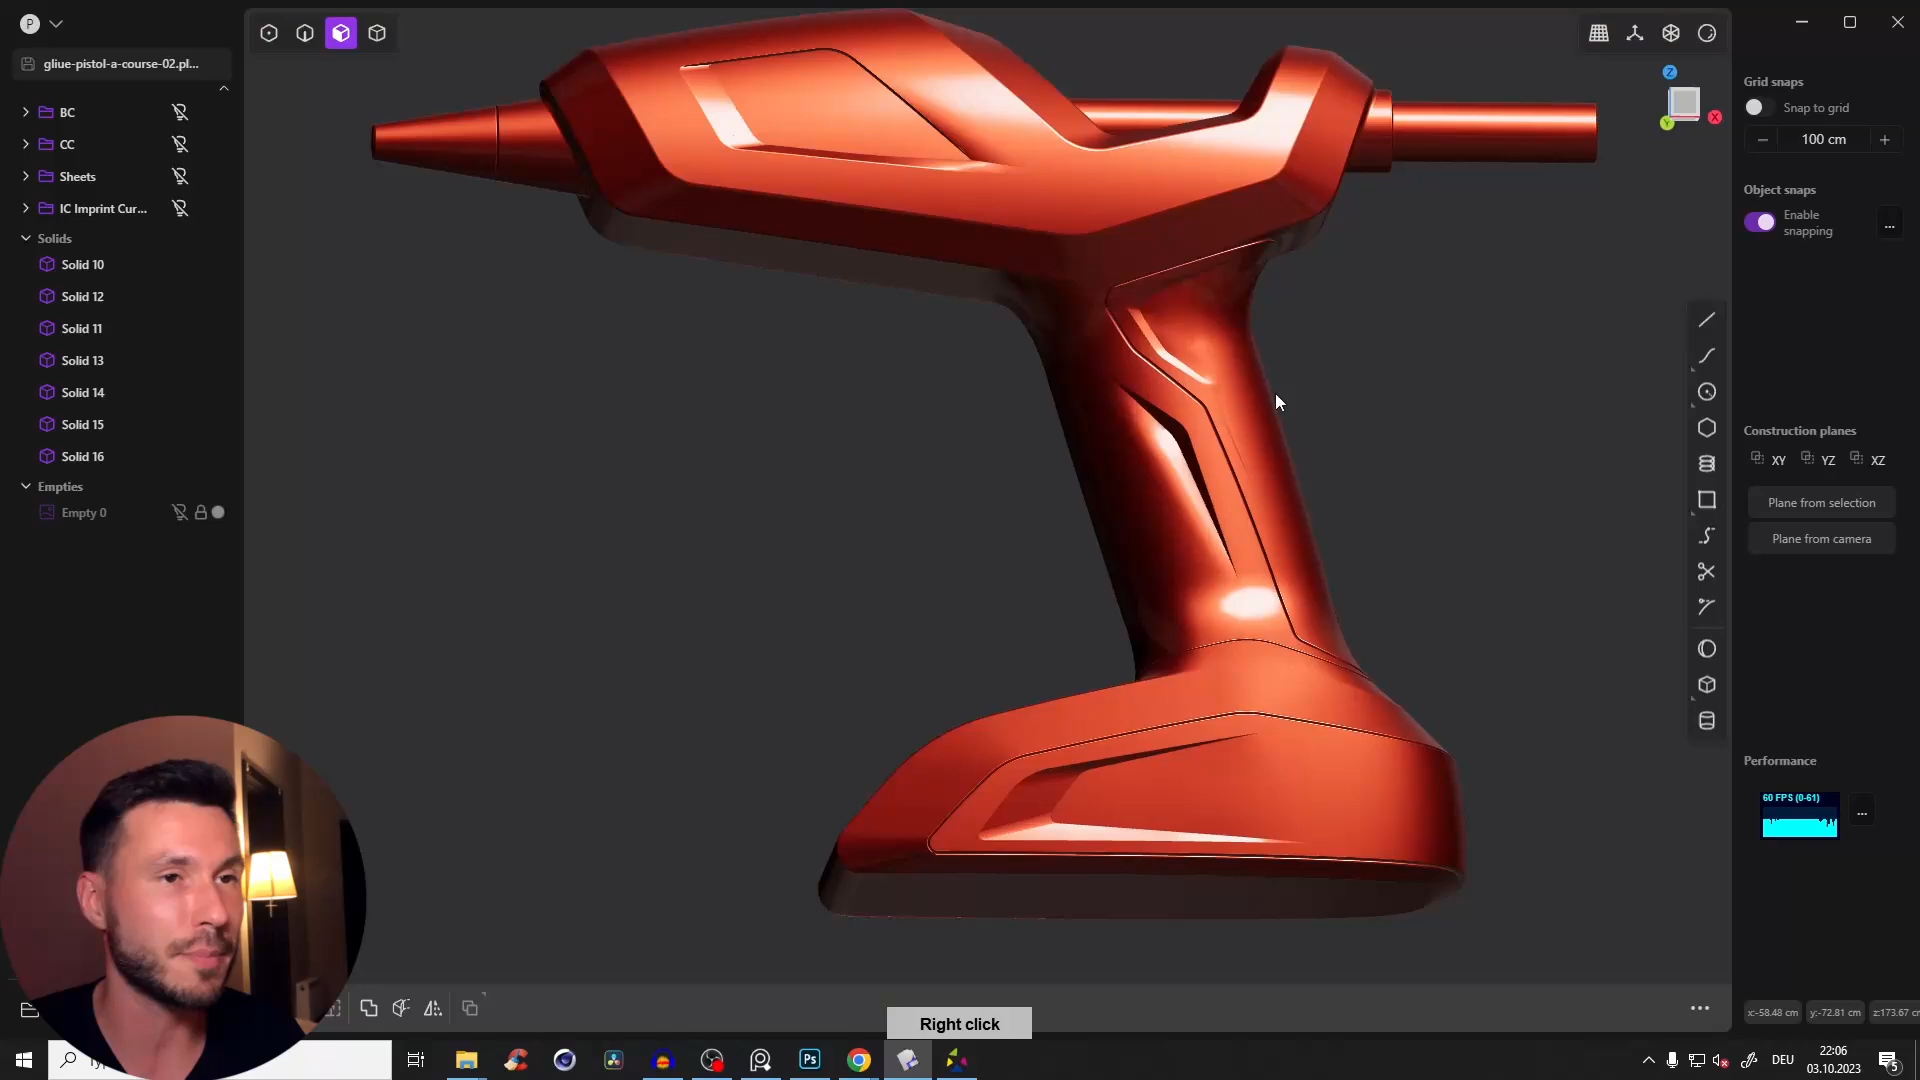 P
gliue-pistol-a-course-02.pl...
BC
CC
Sheets
IC Imprint Cur...
Solids
Solid 10
Solid 12
Solid 11
Solid 13
Solid 14
Solid 15
Solid 16
Empties
Empty 0
Z
X
Y
Grid snaps
Snap to grid
100 cm
Object snaps
Enable
snapping
...
Construction planes
XY
YZ
XZ
Plane from selection
Plane from camera
Performance
60 FPS (0-61)
...
x:-58.48 cm
y:-72.81 cm
z:173.67 cm
Right click
Ps
DEU
22:06
03.10.2023
5